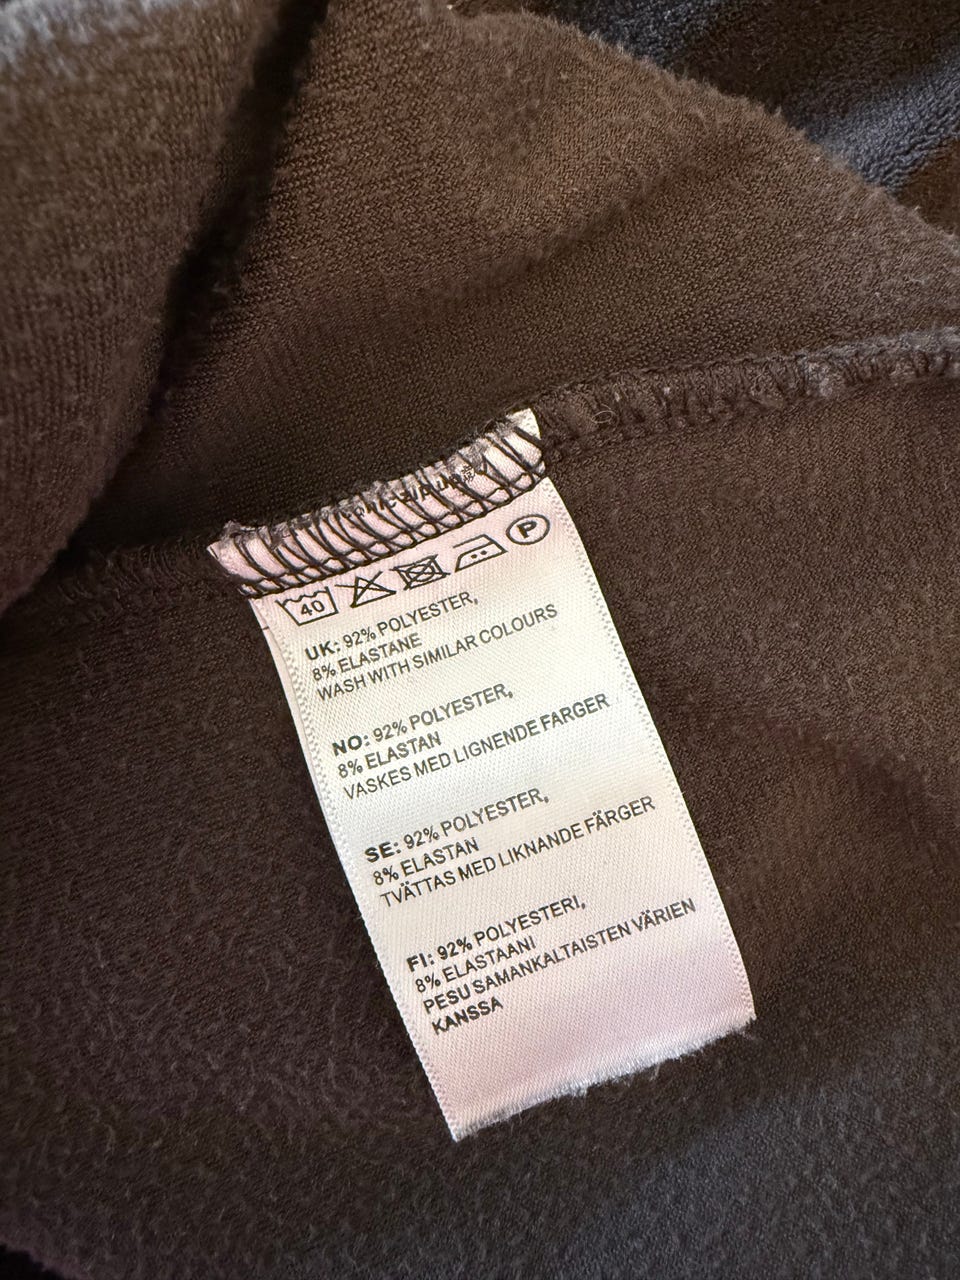 40
P
UK: 92% POLYESTER,
8% ELASTANE
WASH WITH SIMILAR COLOURS
NO: 92% POLYESTER,
8% ELASTAN
VASKES MED LIGNENDE FARGER
SE: 92% POLYESTER,
8% ELASTAN
TVÄTTAS MED LIKNANDE FÄRGER
FI: 92% POLYESTERI,
8% ELASTAANI
PESU SAMANKALTAISTEN VÄRIEN
KANSSA